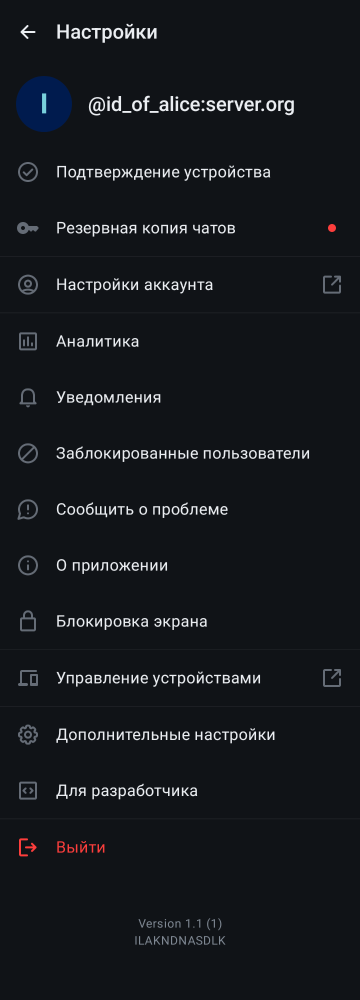 Настройки
I
@id_of_alice:server.org
Подтверждение устройства
Резервная копия чатов
Настройки аккаунта
Аналитика
Уведомления
Заблокированные пользователи
Сообщить о проблеме
О приложении
Блокировка экрана
Управление устройствами
Дополнительные настройки
Для разработчика
Выйти
Version 1.1 (1)
ILAKNDNASDLK